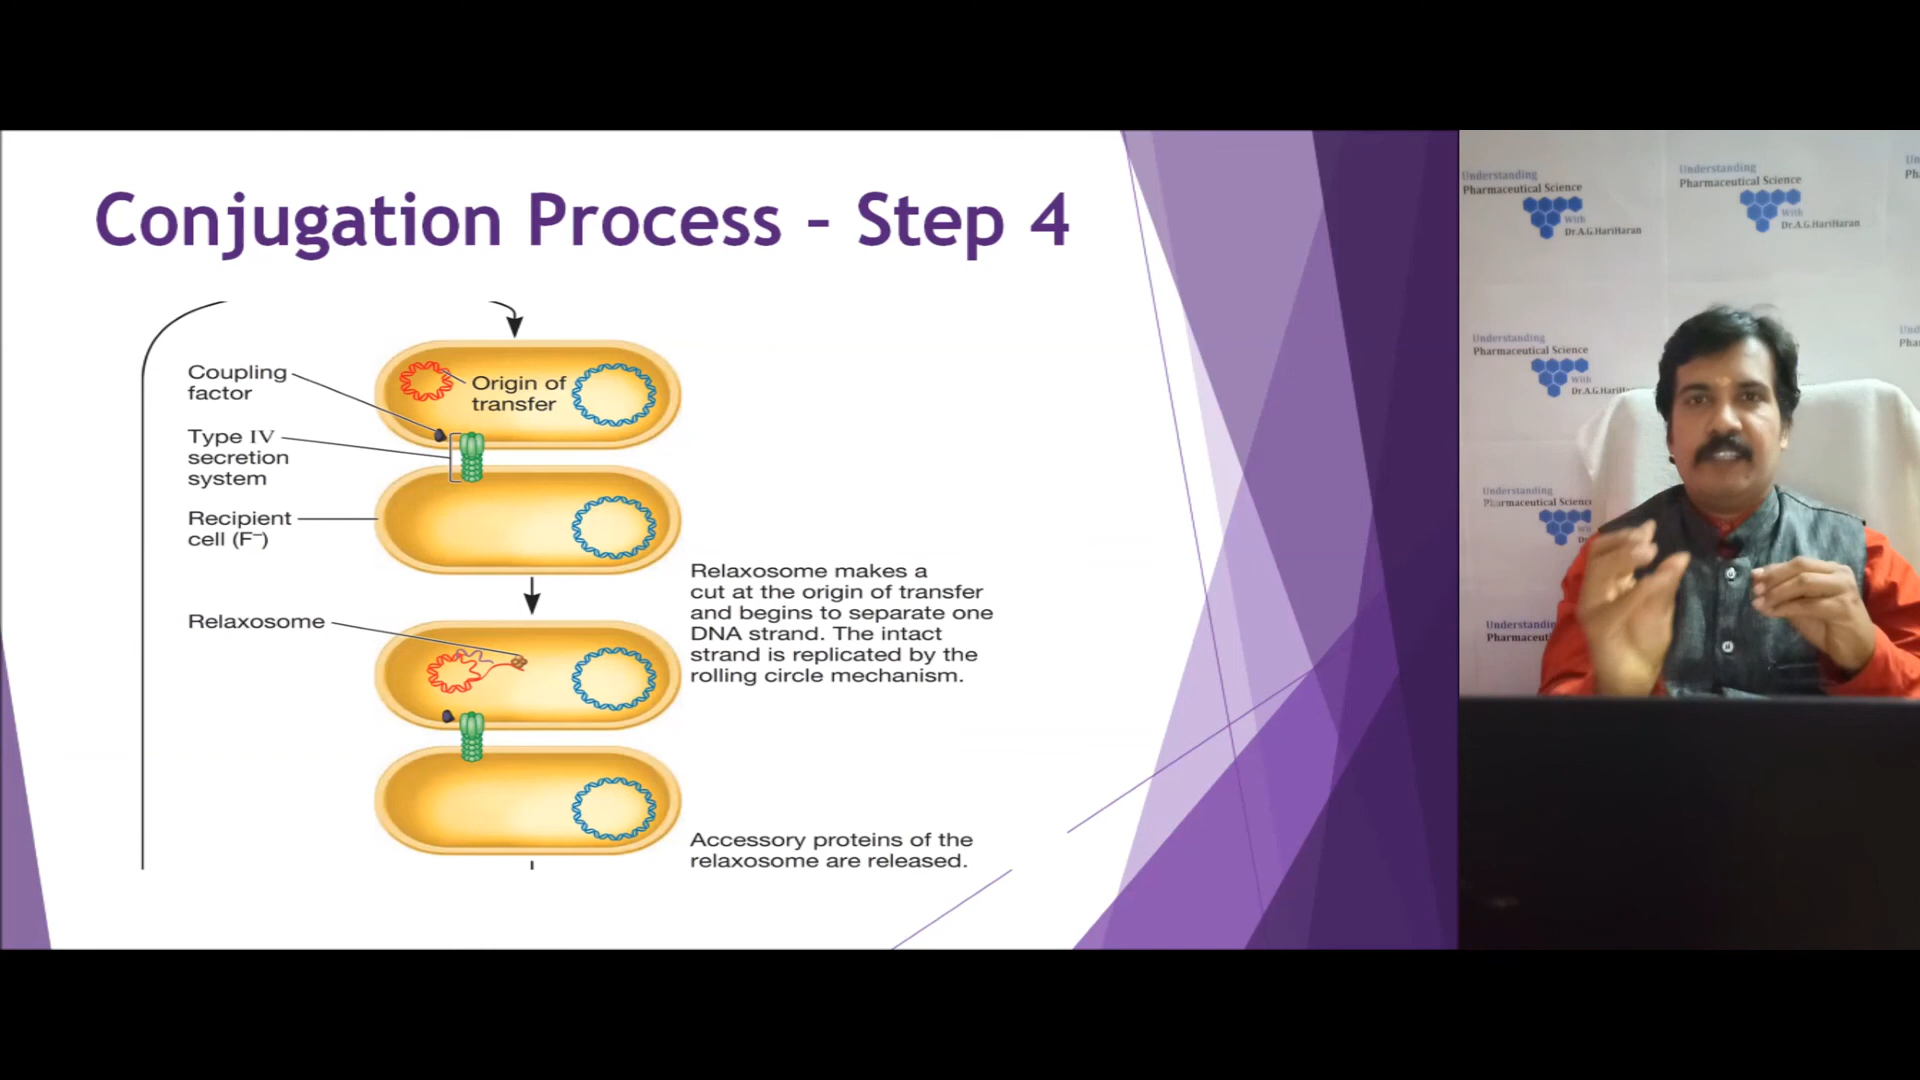 Conjugation Process – Step 4
Coupling
factor
Origin of
transfer
Type IV
secretion
system
Recipient
cell (F–)
Relaxosome
Relaxosome makes a
cut at the origin of transfer
and begins to separate one
DNA strand. The intact
strand is replicated by the
rolling circle mechanism.
Accessory proteins of the
relaxosome are released.
Understanding
Pharmaceutical Science
With
Dr.A.G.HariHaran
Understanding
Pharmaceutical Science
With
Dr.A.G.HariHaran
Understanding
Pharmaceutical Science
With
Dr.A.G.HariHaran
Understanding
Pharmaceutical Science